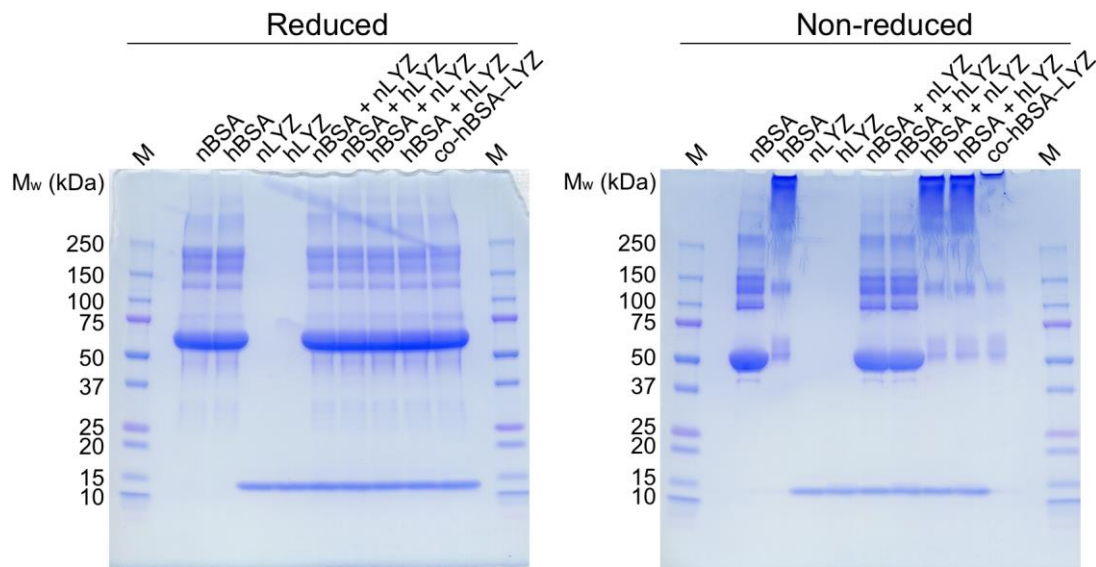 Reduced
M
nBSA
hBSA
nLYZ
hLYZ
nBSA + nLYZ
nBSA + hLYZ
hBSA + nLYZ
hBSA + hLYZ
co-hBSA–LYZ
M
Mw (kDa)
250
150
100
75
50
37
25
20
15
10
Non-reduced
M
nBSA
hBSA
nLYZ
hLYZ
nBSA + nLYZ
nBSA + hLYZ
hBSA + nLYZ
hBSA + hLYZ
co-hBSA–LYZ
M
Mw (kDa)
250
150
100
75
50
37
25
20
15
10